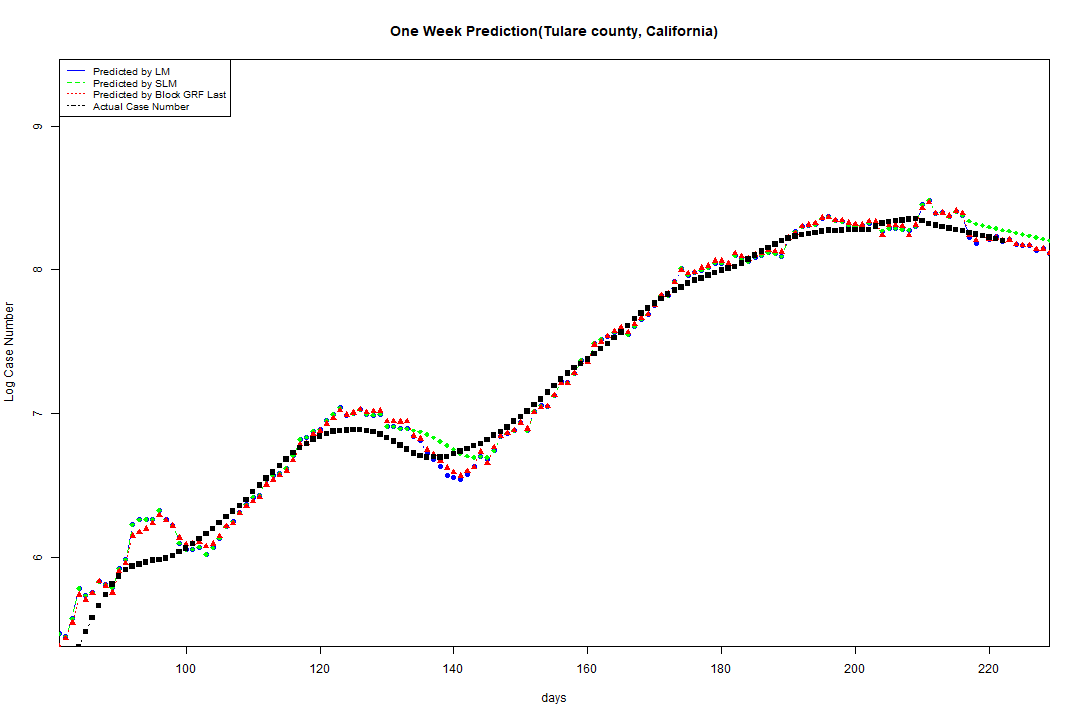 One Week Prediction(Tulare county, California)
Predicted by LM
Predicted by SLM
Predicted by Block GRF Last
Actual Case Number
9
8
7
6
Log Case Number
100 120 140 160 180 200 220
days